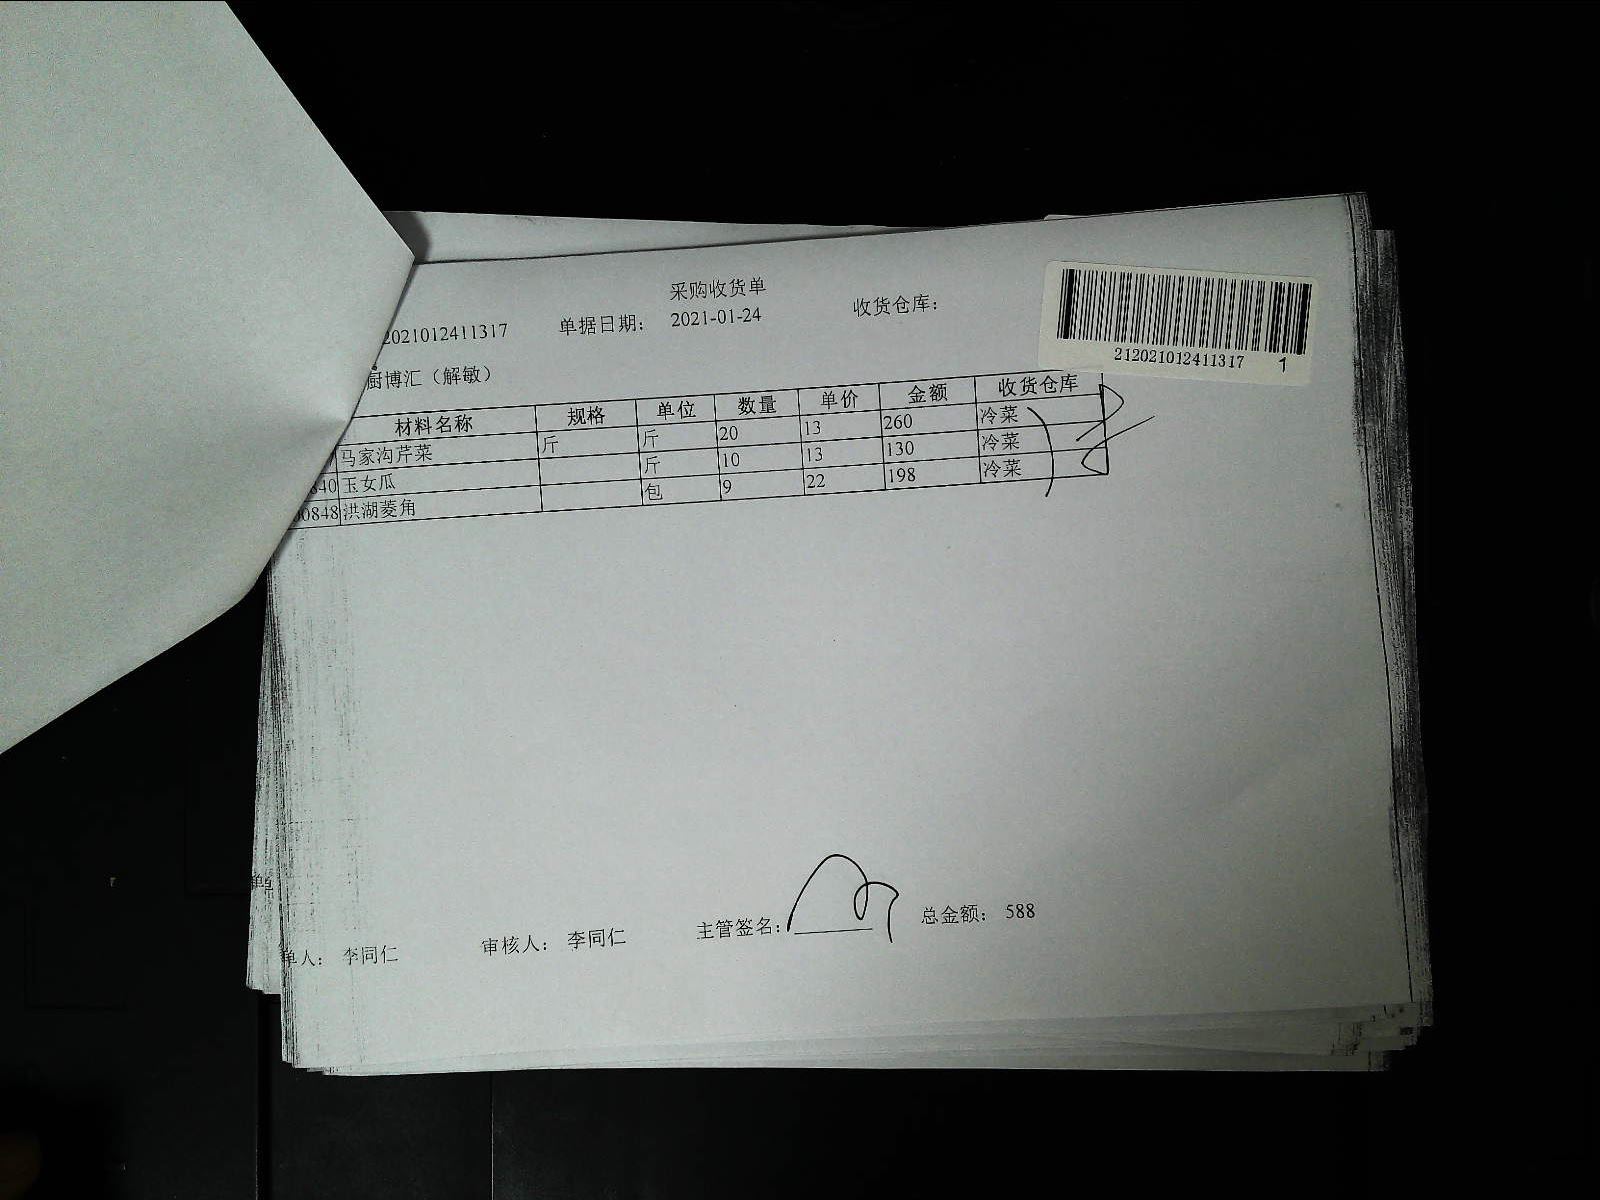 采购收货单
2021012411317 单据日期： 2021-01-24 收货仓库：
212021012411317 1
厨博汇（解敏）
材料名称 规格 单位 数量 单价 金额 收货仓库
马家沟芹菜 斤 斤 20 13 260 冷菜
840 玉女瓜 斤 10 13 130 冷菜
0848 洪湖菱角 包 9 22 198 冷菜
单
单人： 李同仁 审核人： 李同仁 主管签名： 总金额： 588